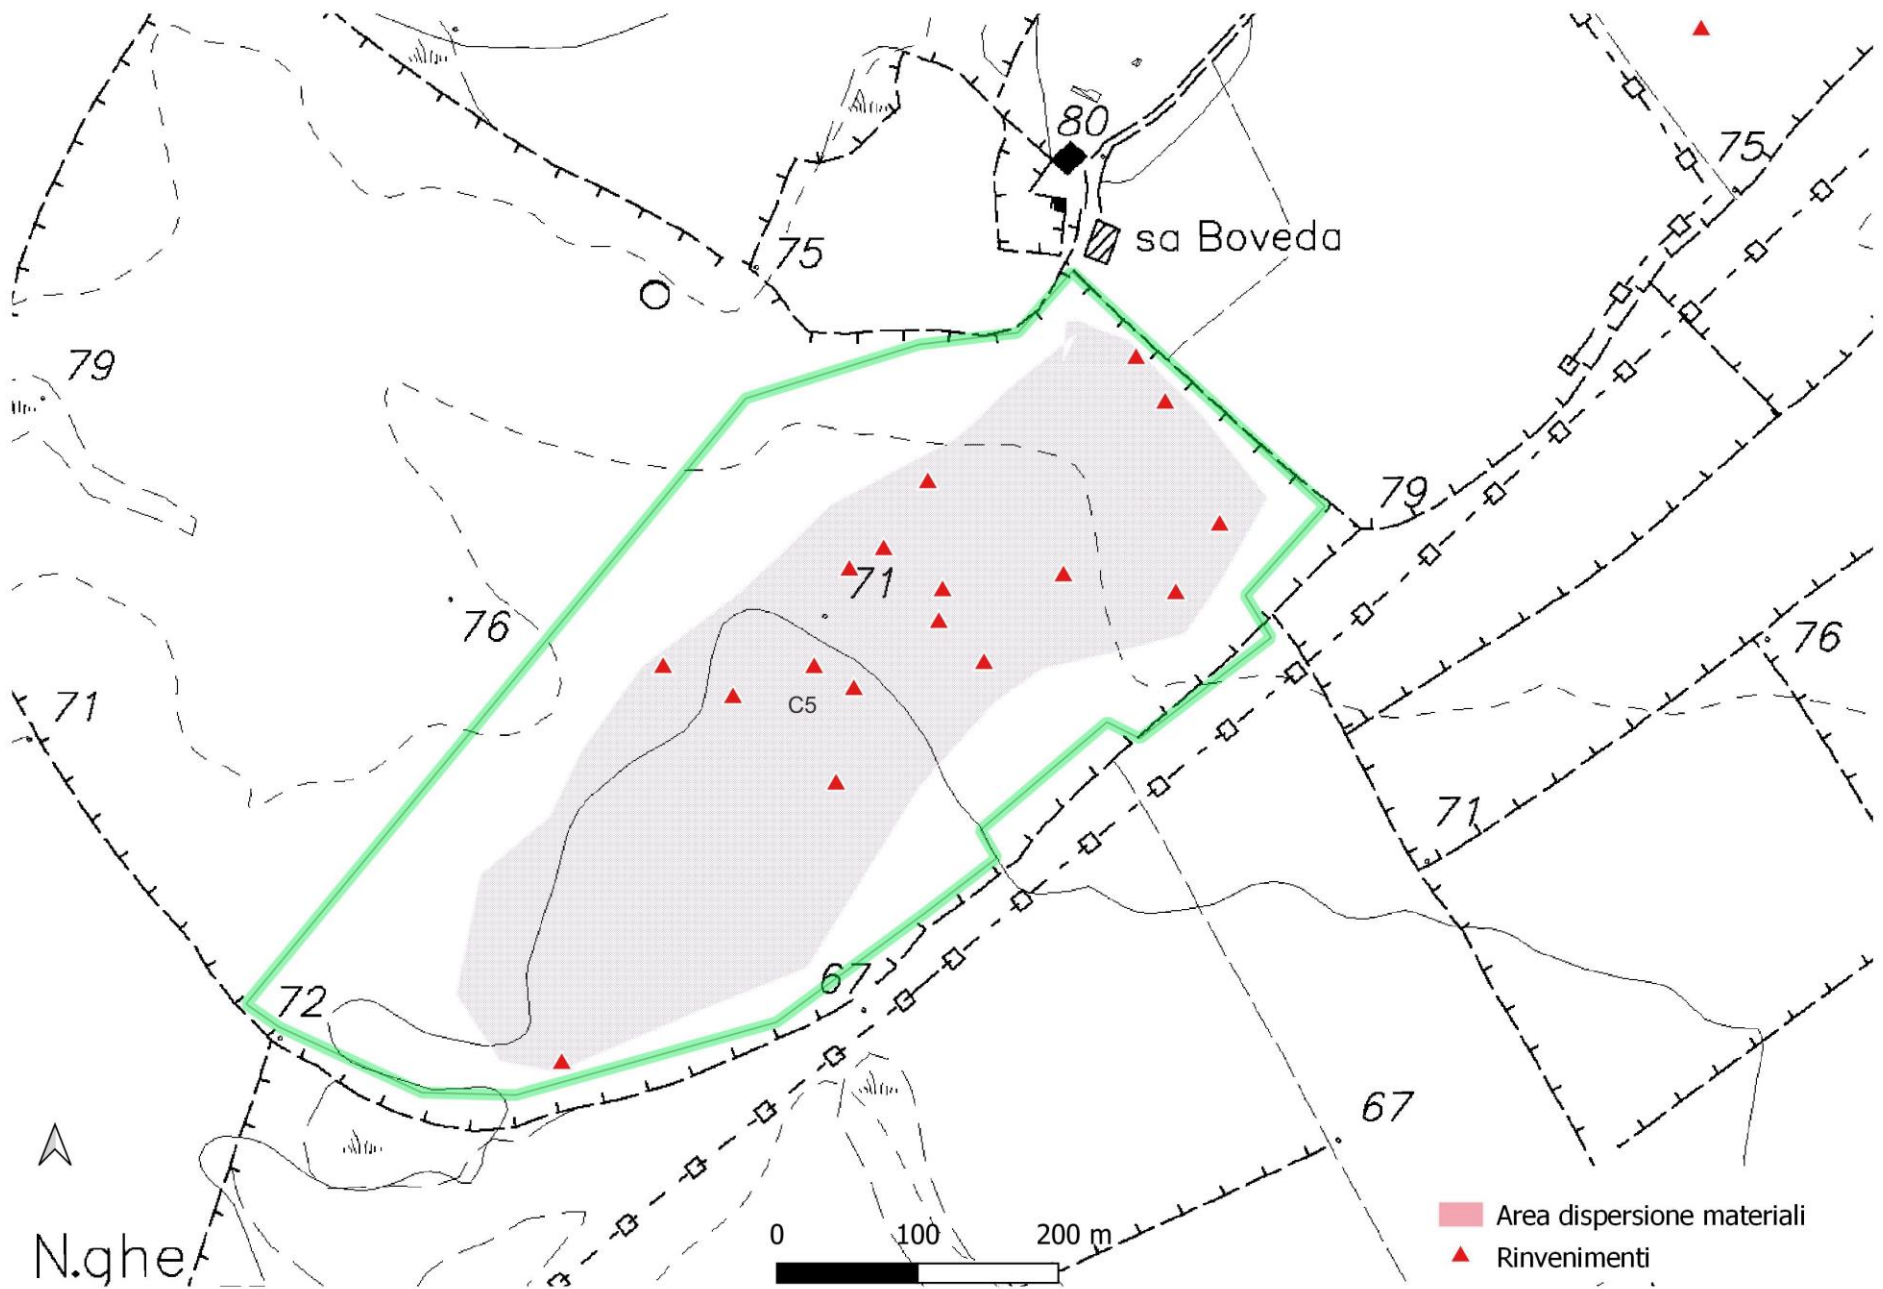 80
75
75
sa Boveda
79
79
71
76
76
71
C5
71
67
72
67
0 100 200 m
Area dispersione materiali
Rinvenimenti
N.ghe